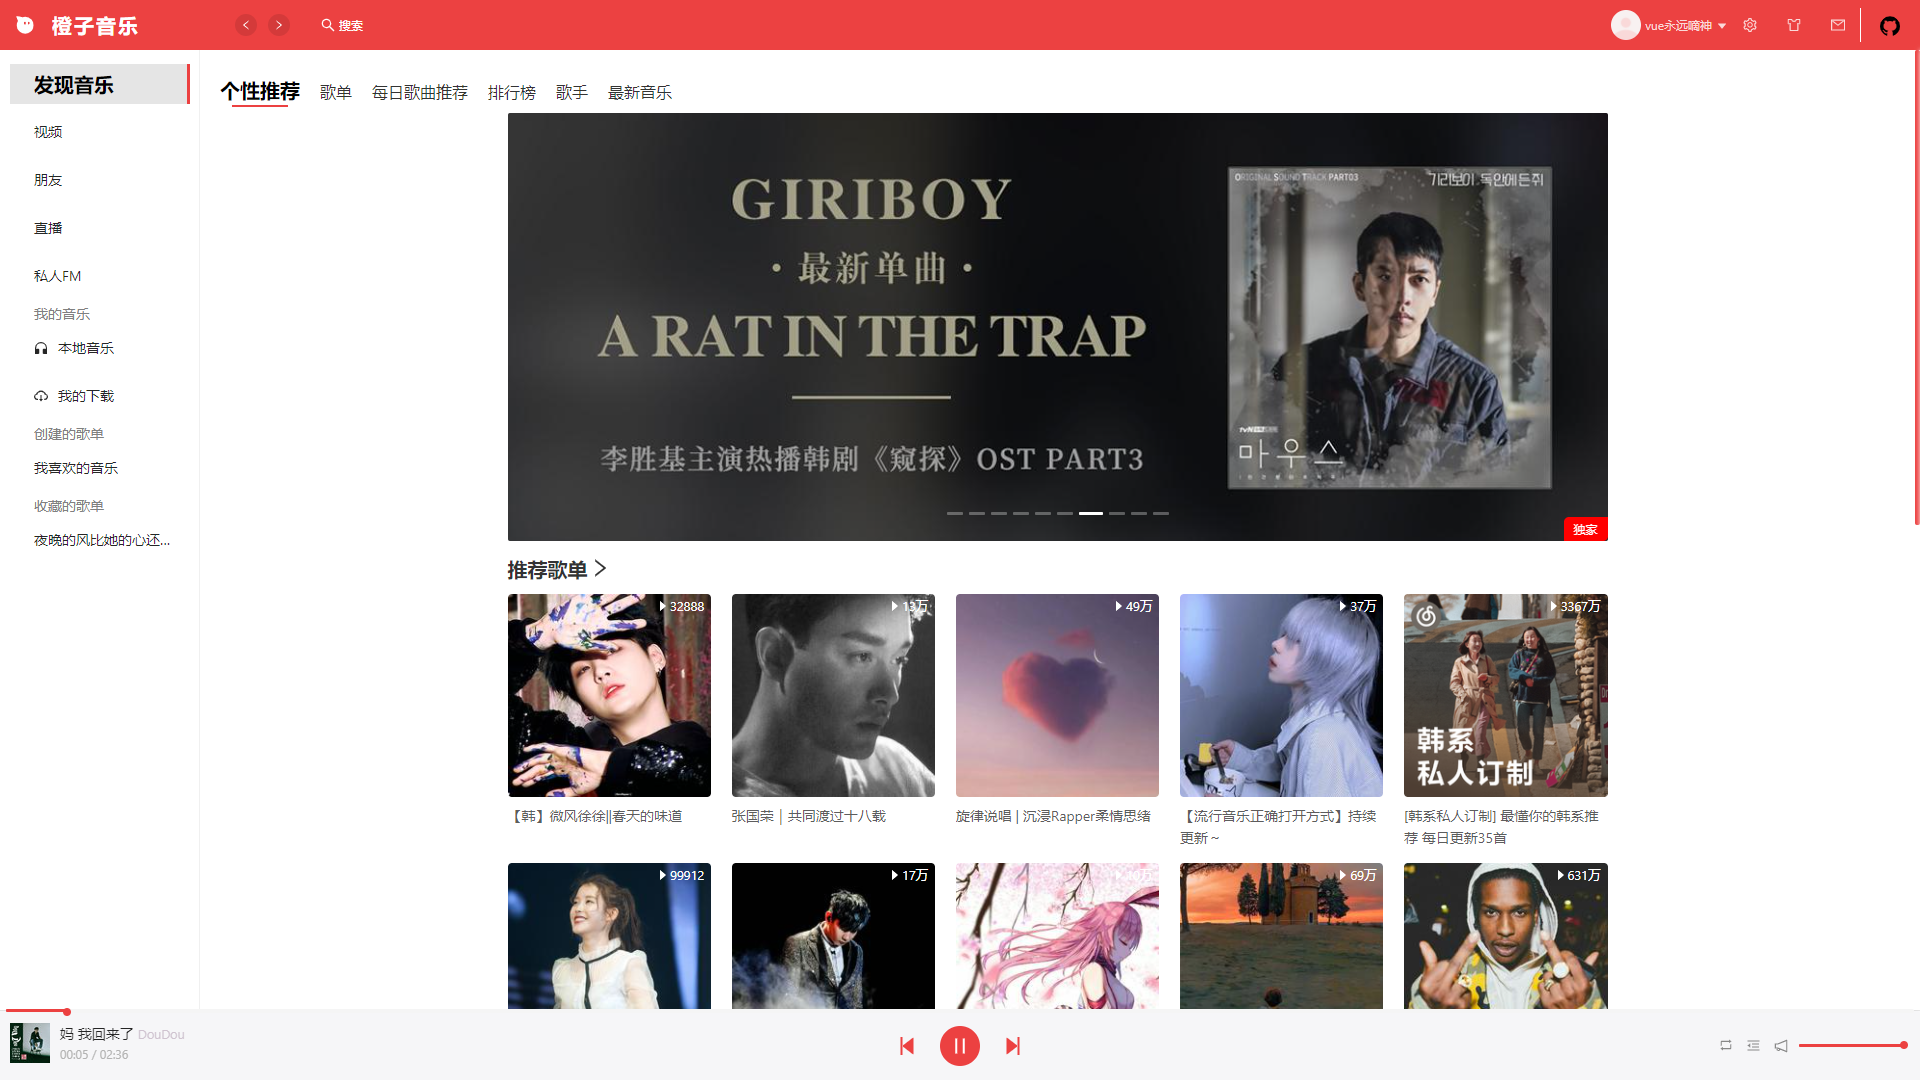 橙子音乐
搜索
vue永远嘀神
发现音乐
视频
朋友
直播
私人FM
我的音乐
本地音乐
我的下载
创建的歌单
我喜欢的音乐
收藏的歌单
夜晚的风比她的心还...
个性推荐 歌单 每日歌曲推荐 排行榜 歌手 最新音乐
GIRIBOY
·最新单曲·
A RAT IN THE TRAP
李胜基主演热播韩剧《窥探》OST PART3
ORIGINAL SOUND TRACK PART03
기리보이 독안에든쥐
마우스
独家
推荐歌单
32888
13万
49万
37万
3367万
韩系
私人订制
【韩】微风徐徐||春天的味道
张国荣｜共同渡过十八载
旋律说唱 | 沉浸Rapper柔情思绪
【流行音乐正确打开方式】持续
更新～
[韩系私人订制] 最懂你的韩系推
荐 每日更新35首
99912
17万
69万
631万
妈 我回来了 DouDou
00:05 / 02:36